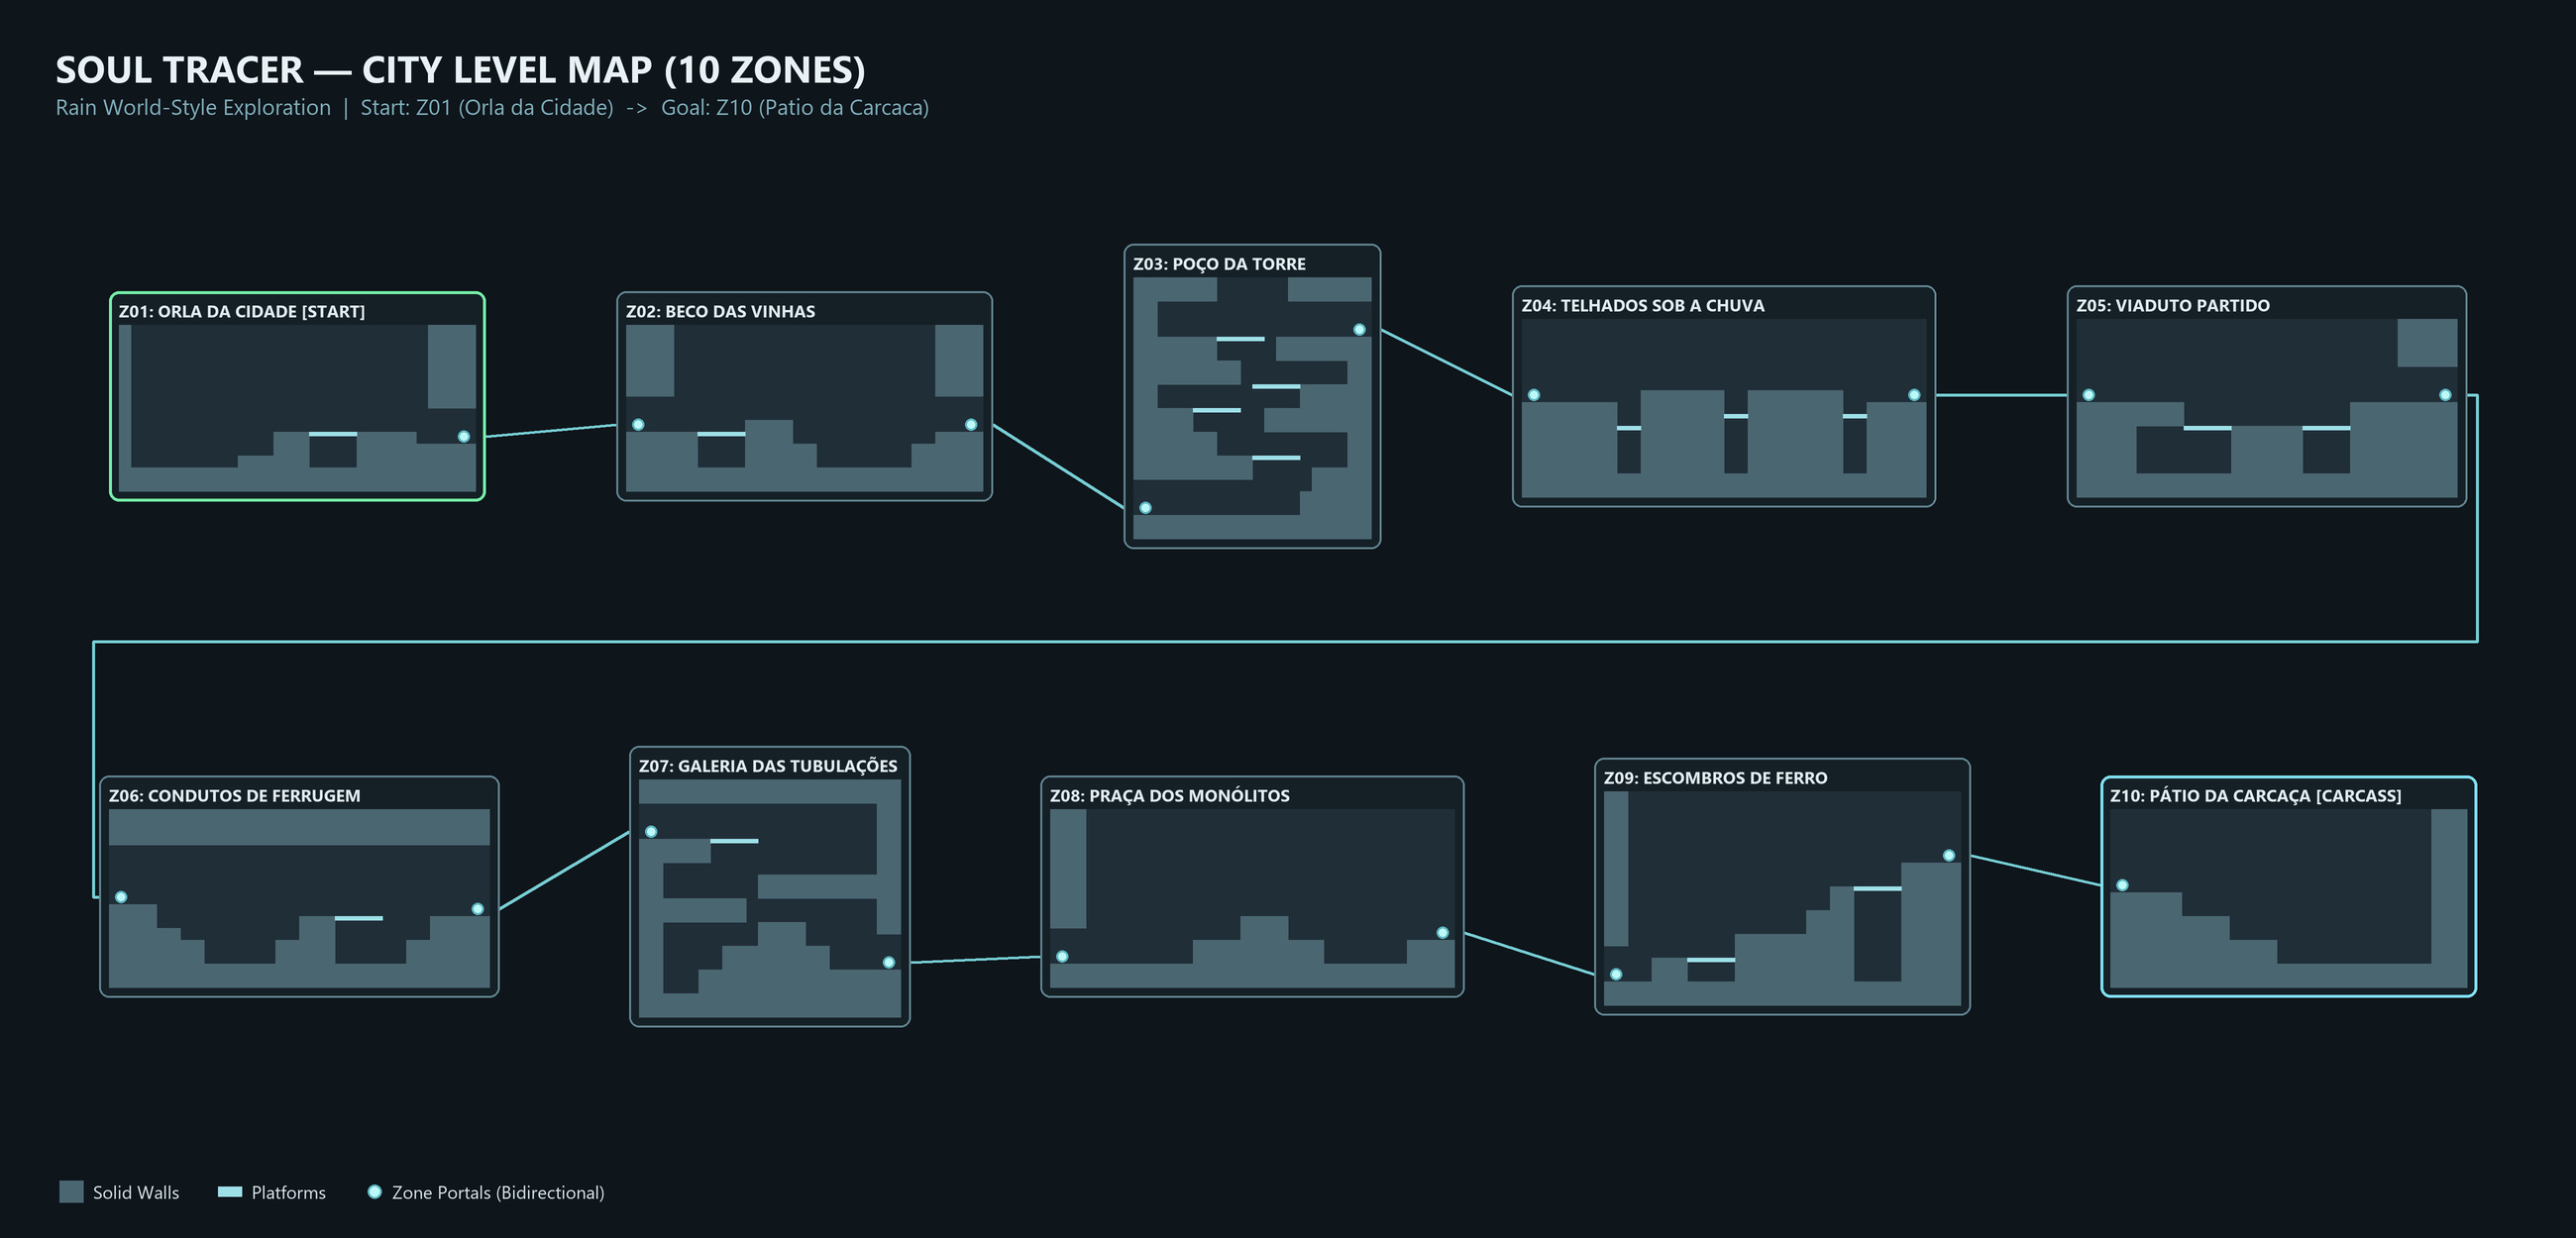 SOUL TRACER — CITY LEVEL MAP (10 ZONES)
Rain World-Style Exploration | Start: Z01 (Orla da Cidade) -> Goal: Z10 (Patio da Carcaca)
Z01: ORLA DA CIDADE [START]
Z02: BECO DAS VINHAS
Z03: POÇO DA TORRE
Z04: TELHADOS SOB A CHUVA
Z05: VIADUTO PARTIDO
Z06: CONDUTOS DE FERRUGEM
Z07: GALERIA DAS TUBULAÇÕES
Z08: PRAÇA DOS MONÓLITOS
Z09: ESCOMBROS DE FERRO
Z10: PÁTIO DA CARCAÇA [CARCASS]
Solid Walls
Platforms
Zone Portals (Bidirectional)